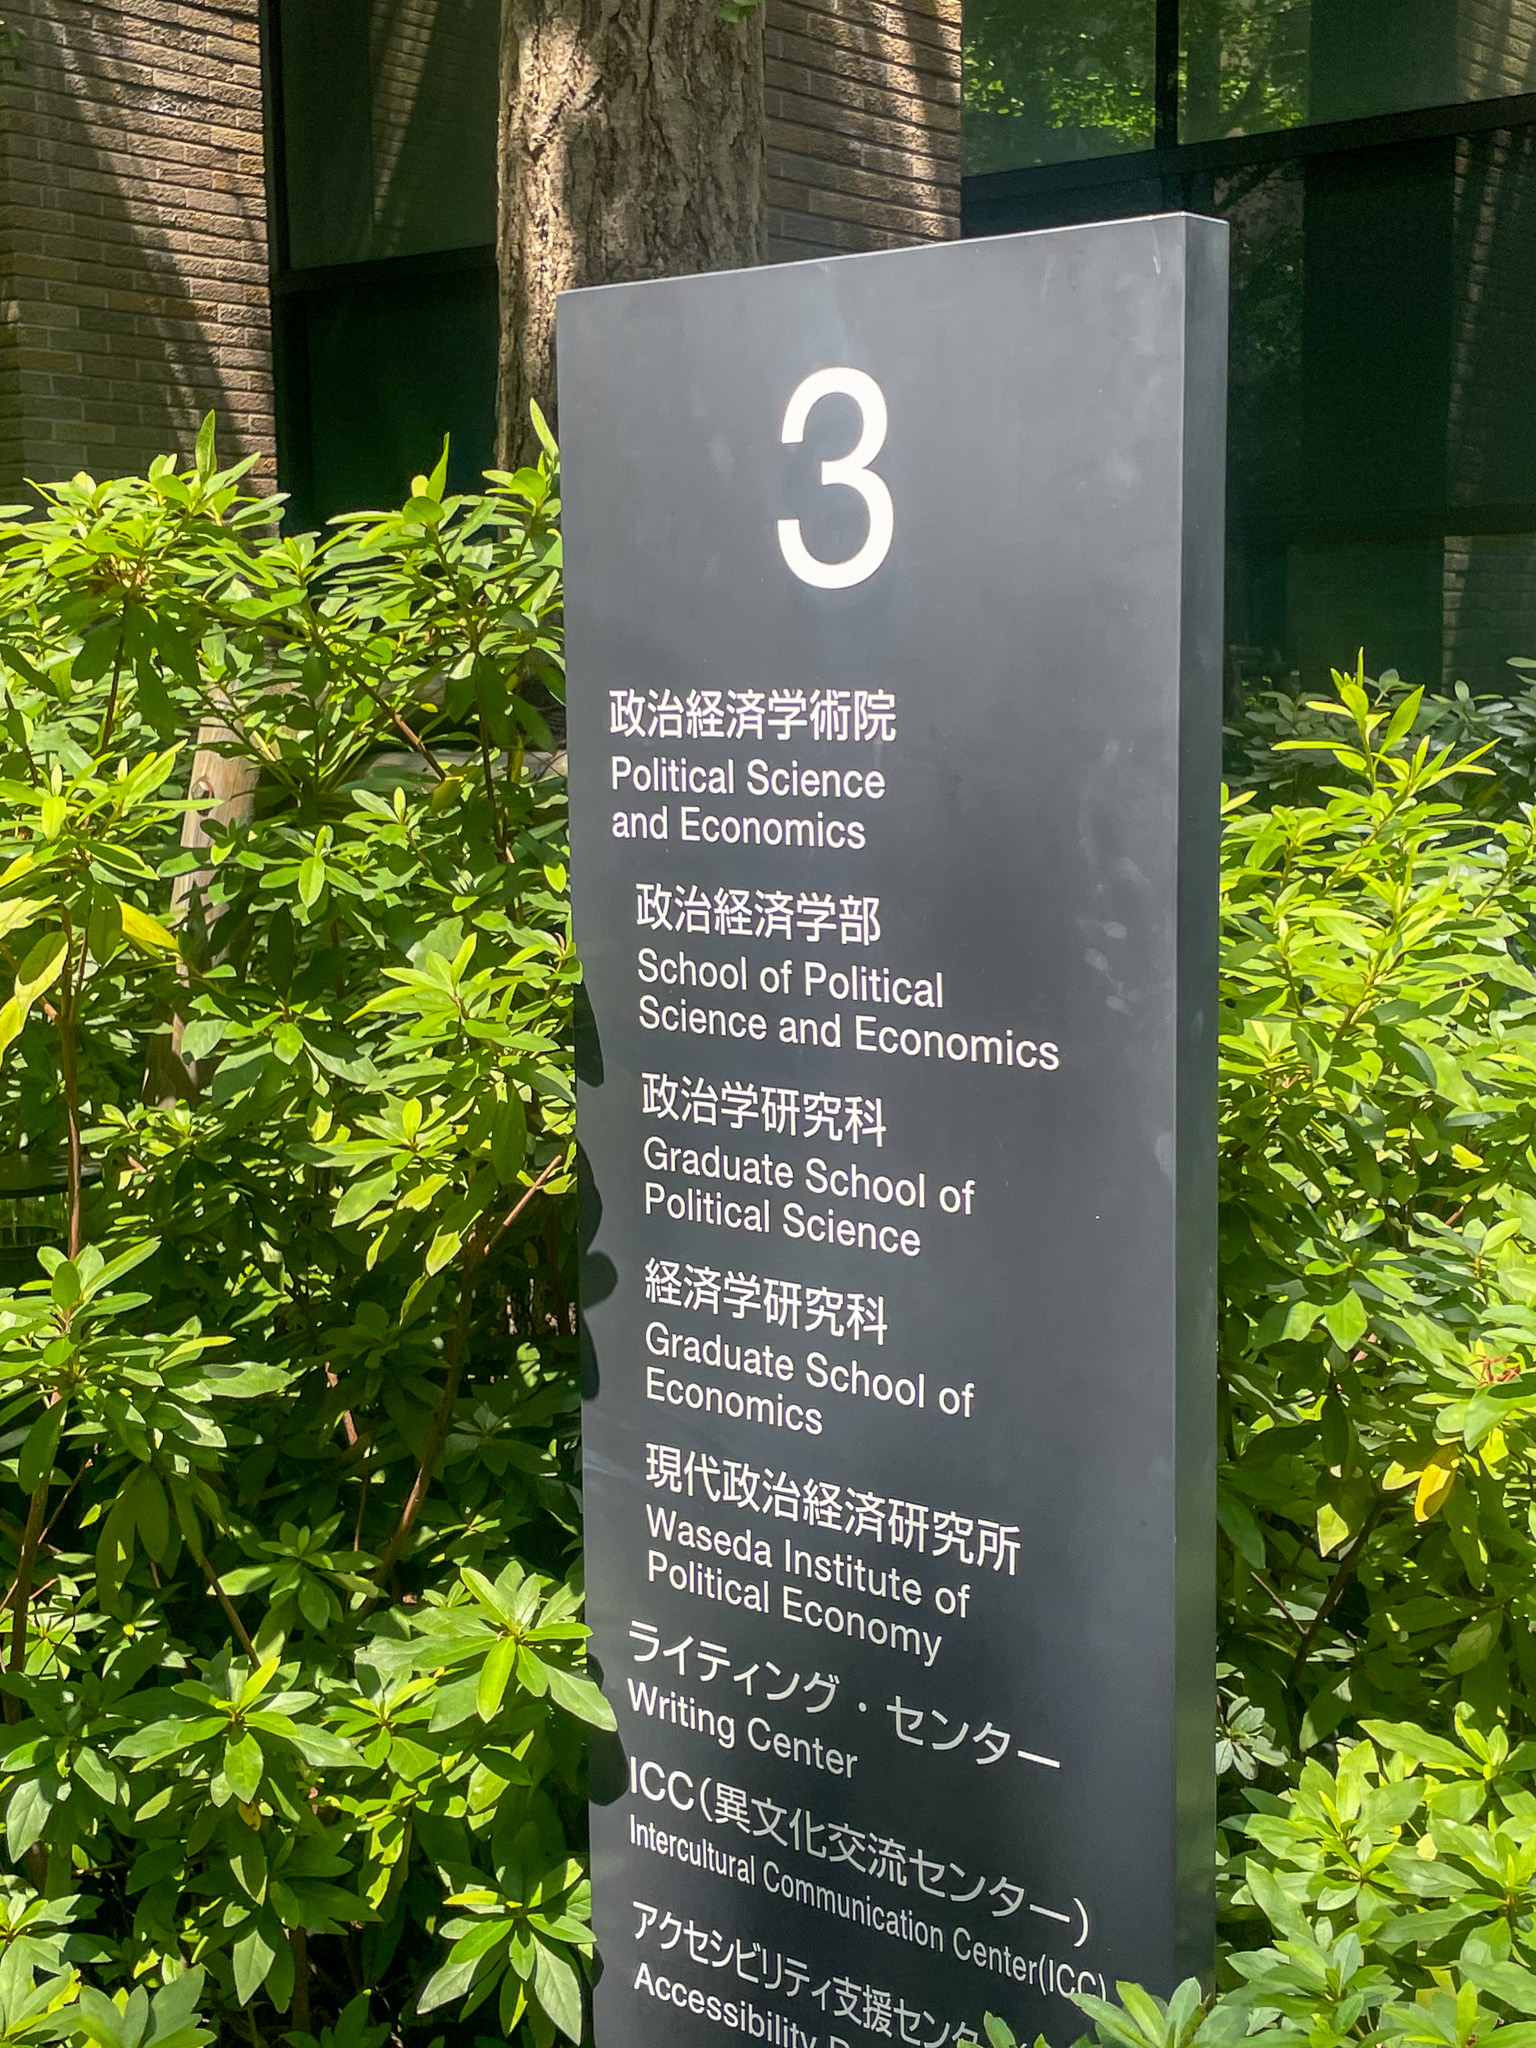 3
政治経済学術院
Political Science
and Economics
政治経済学部
School of Political
Science and Economics
政治学研究科
Graduate School of
Political Science
経済学研究科
Graduate School of
Economics
現代政治経済研究所
Waseda Institute of
Political Economy
ライティング・センター
Writing Center
ICC(異文化交流センター)
Intercultural Communication Center(ICC)
アクセシビリティ支援センター
Accessibility